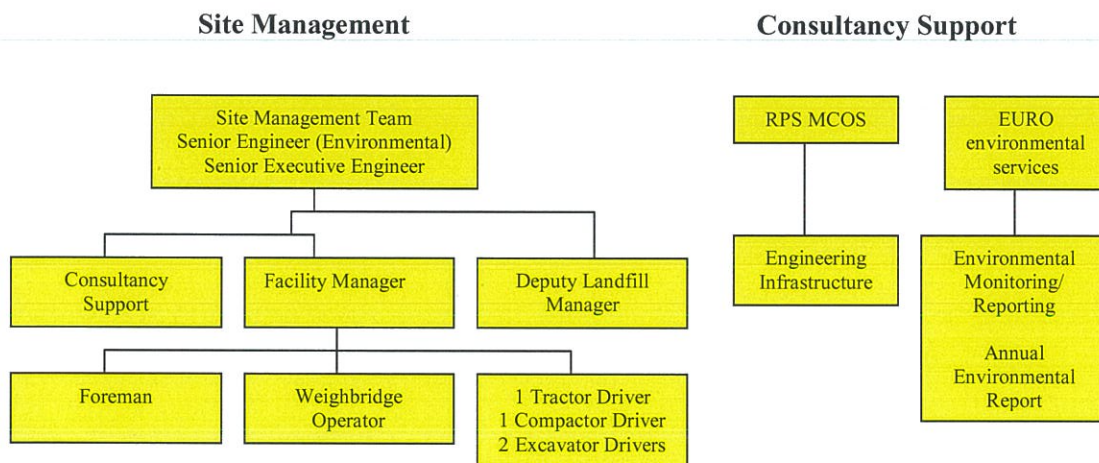 Site Management
Consultancy Support
Site Management Team
Senior Engineer (Environmental)
Senior Executive Engineer
RPS MCOS
EURO
environmental
services
Consultancy
Support
Facility Manager
Deputy Landfill
Manager
Engineering
Infrastructure
Environmental
Monitoring/
Reporting
Annual
Environmental
Report
Foreman
Weighbridge
Operator
1 Tractor Driver
1 Compactor Driver
2 Excavator Drivers